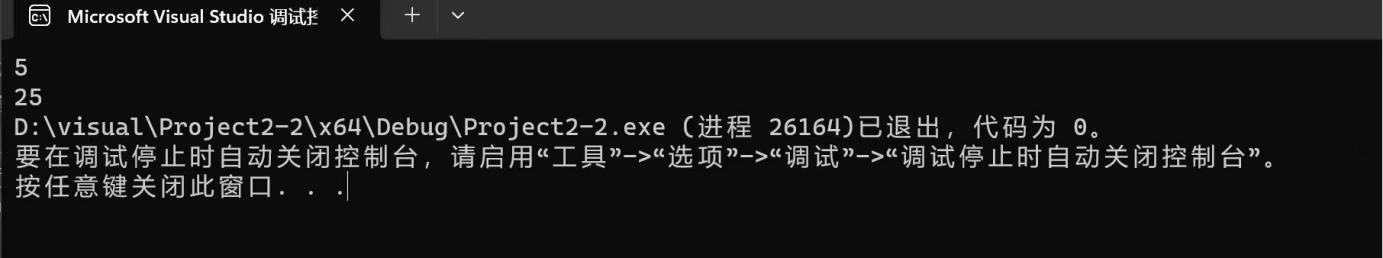 Microsoft Visual Studio 调试控
5
25
D:\visual\Project2-2\x64\Debug\Project2-2.exe (进程 26164)已退出，代码为 0。
要在调试停止时自动关闭控制台，请启用“工具”->“选项”->“调试”->“调试停止时自动关闭控制台”。
按任意键关闭此窗口. . .